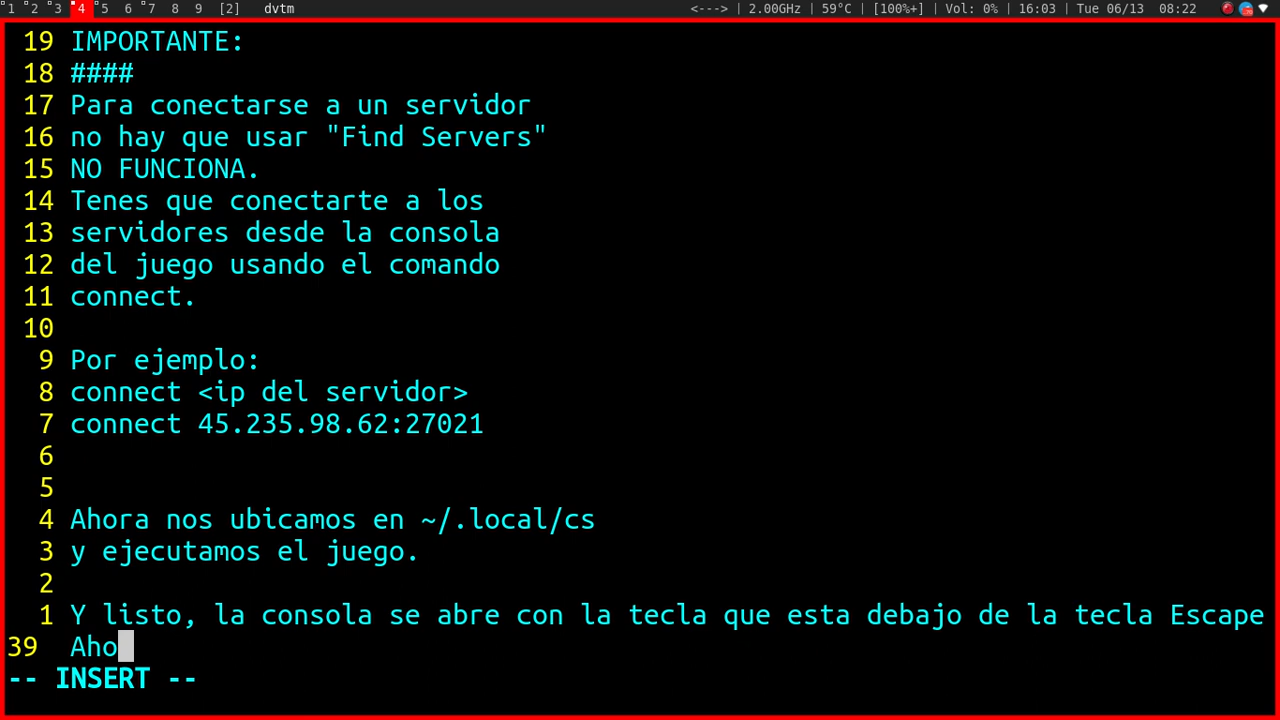 1 2 3 4 5 6 7 8 9 [2] dvtm <---> | 2.00GHz | 59°C | [100%+] | Vol: 0% | 16:03 | Tue 06/13 08:22
19 IMPORTANTE:
18 ####
17 Para conectarse a un servidor
16 no hay que usar "Find Servers"
15 NO FUNCIONA.
14 Tenes que conectarte a los
13 servidores desde la consola
12 del juego usando el comando
11 connect.
10
9 Por ejemplo:
8 connect <ip del servidor>
7 connect 45.235.98.62:27021
6
5
4 Ahora nos ubicamos en ~/.local/cs
3 y ejecutamos el juego.
2
1 Y listo, la consola se abre con la tecla que esta debajo de la tecla Escape
39 Aho
-- INSERT --